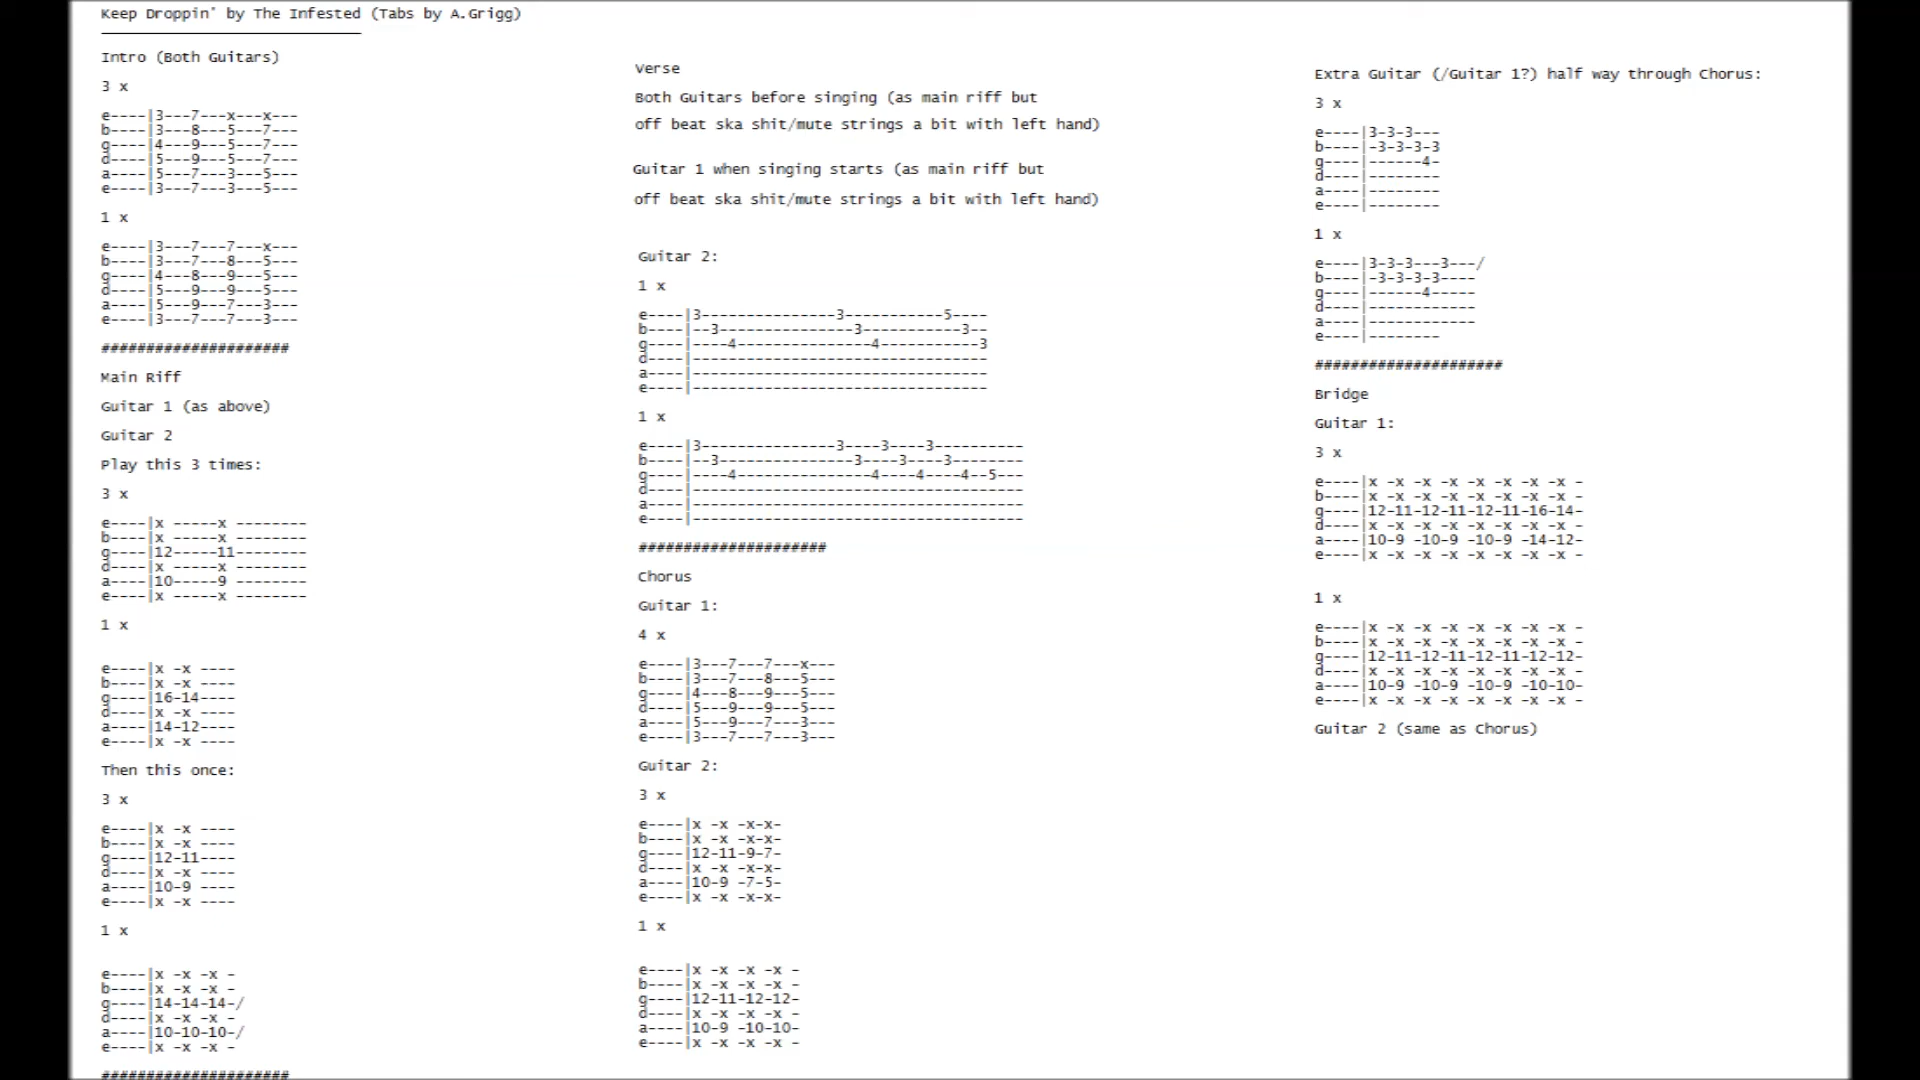 Keep Droppin' by The Infested (Tabs by A.Grigg)
Intro (Both Guitars)
3 x
e----|3---7---x---x---
b----|3---8---5---7---
g----|4---9---5---7---
d----|5---9---5---7---
a----|5---7---3---5---
e----|3---7---3---5---
1 x
e----|3---7---7---x---
b----|3---7---8---5---
g----|4---8---9---5---
d----|5---9---9---5---
a----|5---9---7---3---
e----|3---7---7---3---
#####################
Main Riff
Guitar 1 (as above)
Guitar 2
Play this 3 times:
3 x
e----|x -----x --------
b----|x -----x --------
g----|12-----11--------
d----|x -----x --------
a----|10-----9 --------
e----|x -----x --------
1 x
e----|x -x ----
b----|x -x ----
g----|16-14----
d----|x -x ----
a----|14-12----
e----|x -x ----
Then this once:
3 x
e----|x -x ----
b----|x -x ----
g----|12-11----
d----|x -x ----
a----|10-9 ----
e----|x -x ----
1 x
e----|x -x -x -
b----|x -x -x -
g----|14-14-14-/
d----|x -x -x -
a----|10-10-10-/
e----|x -x -x -
#####################
Verse
Both Guitars before singing (as main riff but
off beat ska shit/mute strings a bit with left hand)
Guitar 1 when singing starts (as main riff but
off beat ska shit/mute strings a bit with left hand)
Guitar 2:
1 x
e----|3---------------3-----------5----
b----|--3---------------3-----------3--
g----|----4---------------4-----------3
d----|---------------------------------
a----|---------------------------------
e----|---------------------------------
1 x
e----|3---------------3----3----3----------
b----|--3---------------3----3----3--------
g----|----4---------------4----4----4--5---
d----|-------------------------------------
a----|-------------------------------------
e----|-------------------------------------
#####################
Chorus
Guitar 1:
4 x
e----|3---7---7---x---
b----|3---7---8---5---
g----|4---8---9---5---
d----|5---9---9---5---
a----|5---9---7---3---
e----|3---7---7---3---
Guitar 2:
3 x
e----|x -x -x-x-
b----|x -x -x-x-
g----|12-11-9-7-
d----|x -x -x-x-
a----|10-9 -7-5-
e----|x -x -x-x-
1 x
e----|x -x -x -x -
b----|x -x -x -x -
g----|12-11-12-12-
d----|x -x -x -x -
a----|10-9 -10-10-
e----|x -x -x -x -
Extra Guitar (/Guitar 1?) half way through Chorus:
3 x
e----|3-3-3---
b----|-3-3-3-3
g----|------4-
d----|--------
a----|--------
e----|--------
1 x
e----|3-3-3---3---/
b----|-3-3-3-3----
g----|------4-----
d----|------------
a----|------------
e----|--------
#####################
Bridge
Guitar 1:
3 x
e----|x -x -x -x -x -x -x -x -
b----|x -x -x -x -x -x -x -x -
g----|12-11-12-11-12-11-16-14-
d----|x -x -x -x -x -x -x -x -
a----|10-9 -10-9 -10-9 -14-12-
e----|x -x -x -x -x -x -x -x -
1 x
e----|x -x -x -x -x -x -x -x -
b----|x -x -x -x -x -x -x -x -
g----|12-11-12-11-12-11-12-12-
d----|x -x -x -x -x -x -x -x -
a----|10-9 -10-9 -10-9 -10-10-
e----|x -x -x -x -x -x -x -x -
Guitar 2 (same as Chorus)